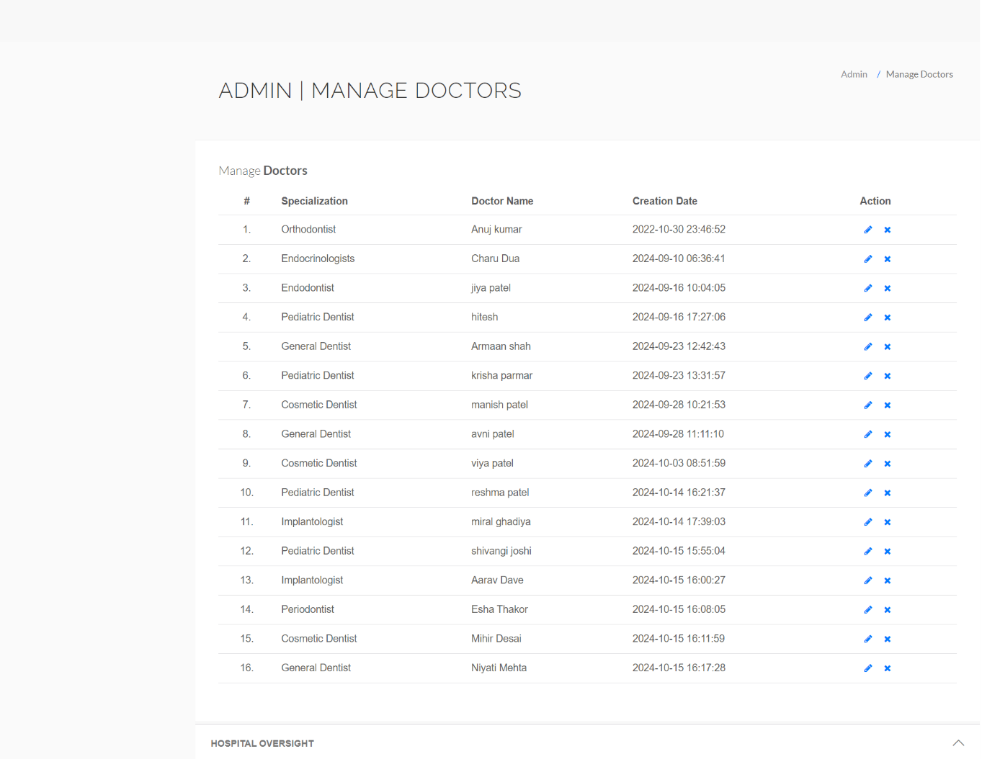 Admin / Manage Doctors
ADMIN | MANAGE DOCTORS
Manage Doctors
# Specialization Doctor Name Creation Date Action
1. Orthodontist Anuj kumar 2022-10-30 23:46:52
2. Endocrinologists Charu Dua 2024-09-10 06:36:41
3. Endodontist jiya patel 2024-09-16 10:04:05
4. Pediatric Dentist hitesh 2024-09-16 17:27:06
5. General Dentist Armaan shah 2024-09-23 12:42:43
6. Pediatric Dentist krisha parmar 2024-09-23 13:31:57
7. Cosmetic Dentist manish patel 2024-09-28 10:21:53
8. General Dentist avni patel 2024-09-28 11:11:10
9. Cosmetic Dentist viya patel 2024-10-03 08:51:59
10. Pediatric Dentist reshma patel 2024-10-14 16:21:37
11. Implantologist miral ghadiya 2024-10-14 17:39:03
12. Pediatric Dentist shivangi joshi 2024-10-15 15:55:04
13. Implantologist Aarav Dave 2024-10-15 16:00:27
14. Periodontist Esha Thakor 2024-10-15 16:08:05
15. Cosmetic Dentist Mihir Desai 2024-10-15 16:11:59
16. General Dentist Niyati Mehta 2024-10-15 16:17:28
HOSPITAL OVERSIGHT